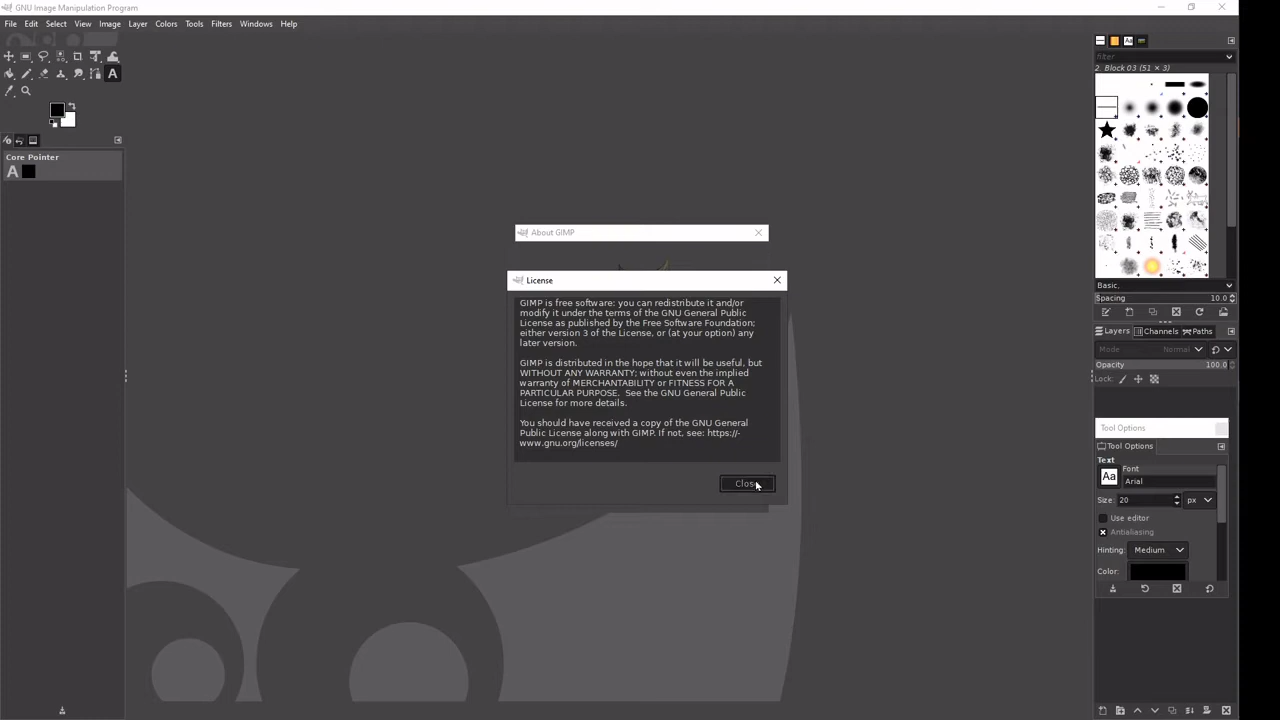 GNU Image Manipulation Program
File Edit Select View Image Layer Colors Tools Filters Windows Help
A
Core Pointer
A
About GIMP
License
GIMP is free software: you can redistribute it and/or
modify it under the terms of the GNU General Public
License as published by the Free Software Foundation;
either version 3 of the License, or (at your option) any
later version.
GIMP is distributed in the hope that it will be useful, but
WITHOUT ANY WARRANTY; without even the implied
warranty of MERCHANTABILITY or FITNESS FOR A
PARTICULAR PURPOSE. See the GNU General Public
License for more details.
You should have received a copy of the GNU General
Public License along with GIMP. If not, see: https://-
www.gnu.org/licenses/
Close
Aa
filter
2. Block 03 (51 × 3)
Basic,
Spacing 10.0
Layers Channels Paths
Mode Normal
Opacity 100.0
Lock:
Tool Options
Tool Options
Text
Aa
Font
Arial
Size: 20 px
Use editor
Antialiasing
Hinting: Medium
Color: